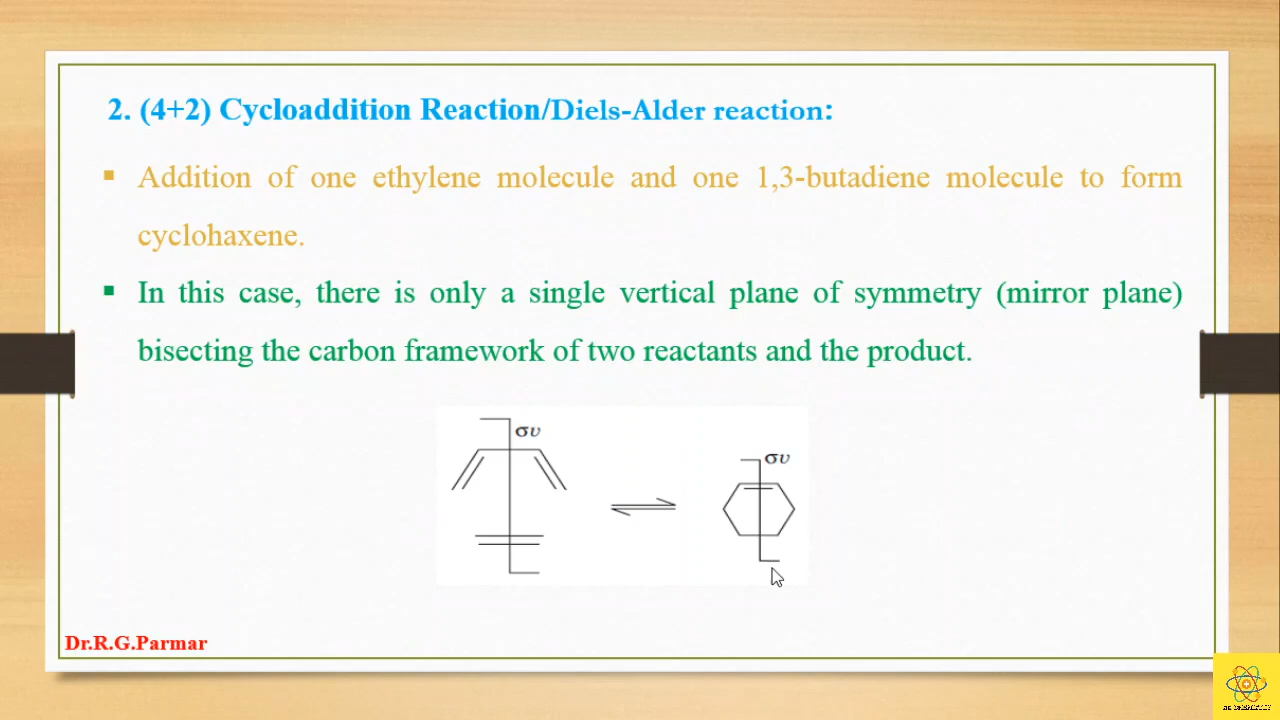 2. (4+2) Cycloaddition Reaction/Diels-Alder reaction:
▪ Addition of one ethylene molecule and one 1,3-butadiene molecule to form
cyclohaxene.
▪ In this case, there is only a single vertical plane of symmetry (mirror plane)
bisecting the carbon framework of two reactants and the product.
συ
συ
Dr.R.G.Parmar